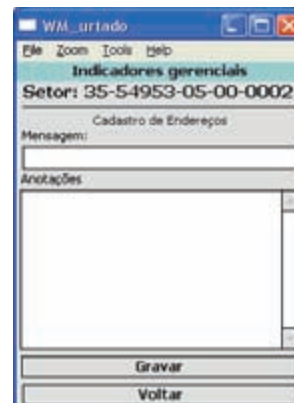 WM_urtado
File Zoom Tools Help
Indicadores gerenciais
Setor: 35-54953-05-00-0002
Cadastro de Endereços
Mensagem:
Anotações
Gravar
Voltar